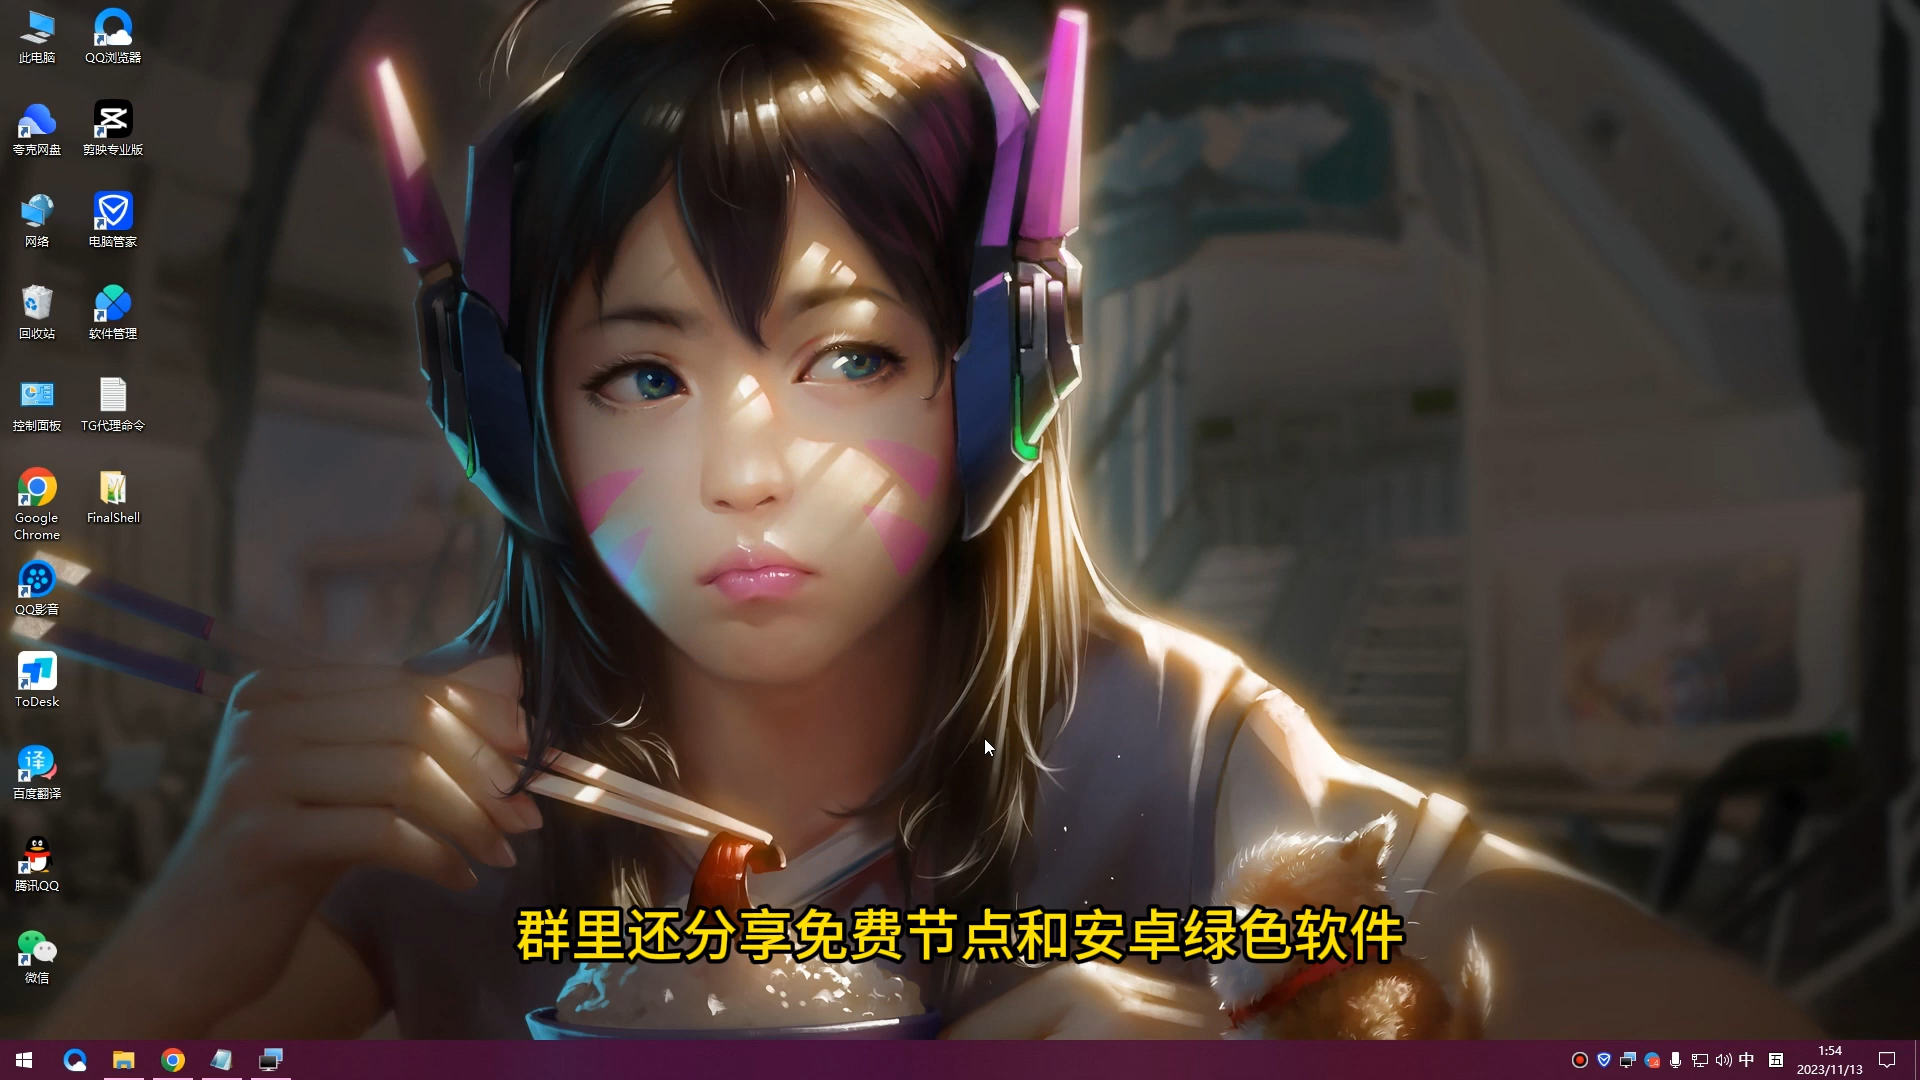 此电脑
QQ浏览器
夸克网盘
剪映专业版
网络
电脑管家
回收站
软件管理
控制面板
TG代理命令
Google
Chrome
FinalShell
QQ影音
ToDesk
译
百度翻译
腾讯QQ
微信
群里还分享免费节点和安卓绿色软件
中
五
1:54
2023/11/13